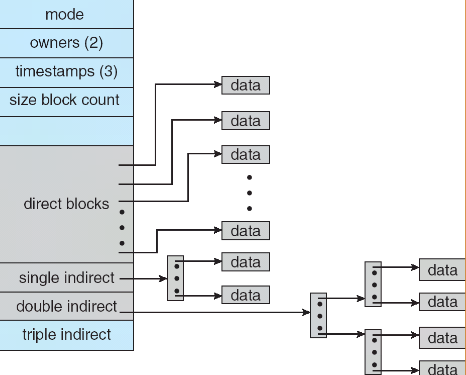 mode
owners (2)
timestamps (3)
size block count
data
data
data
direct blocks
data
data
single indirect
data
double indirect
triple indirect
data
data
data
data